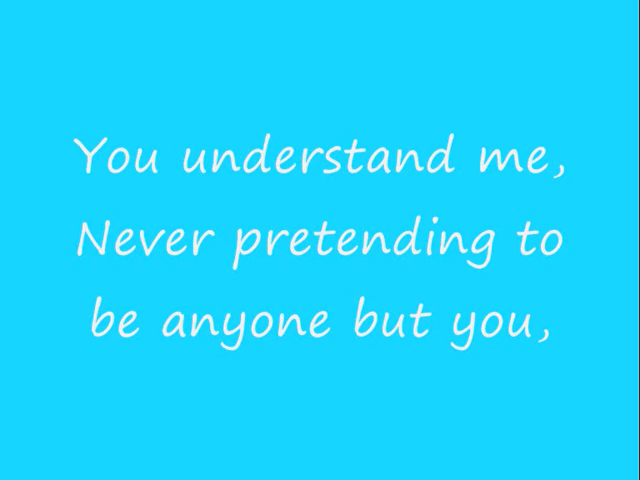 You understand me,
Never pretending to
be anyone but you,